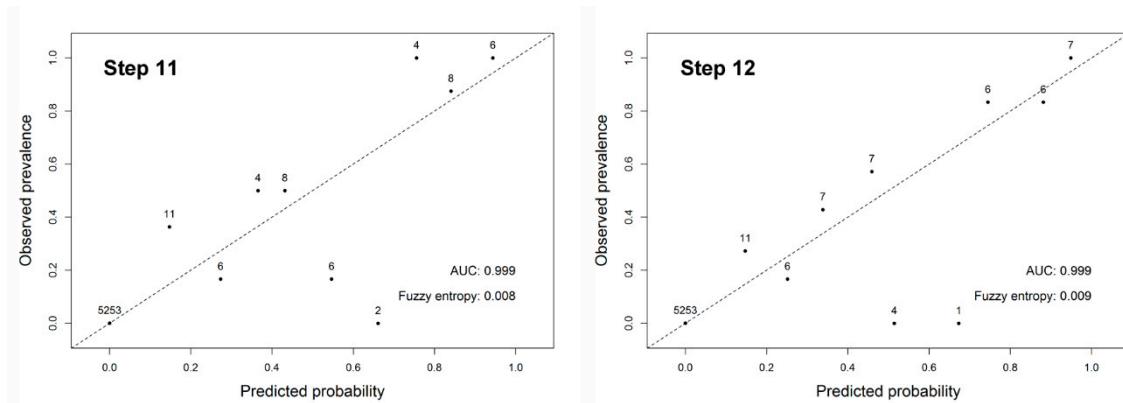 Step 11
4
6
8
4
8
11
6
6
2
5253
AUC: 0.999
Fuzzy entropy: 0.008
Observed prevalence
0.0
0.2
0.4
0.6
0.8
1.0
0.0 0.2 0.4 0.6 0.8 1.0
Predicted probability
Step 12
7
6
6
7
7
11
6
4
1
5253
AUC: 0.999
Fuzzy entropy: 0.009
Observed prevalence
0.0
0.2
0.4
0.6
0.8
1.0
0.0 0.2 0.4 0.6 0.8 1.0
Predicted probability